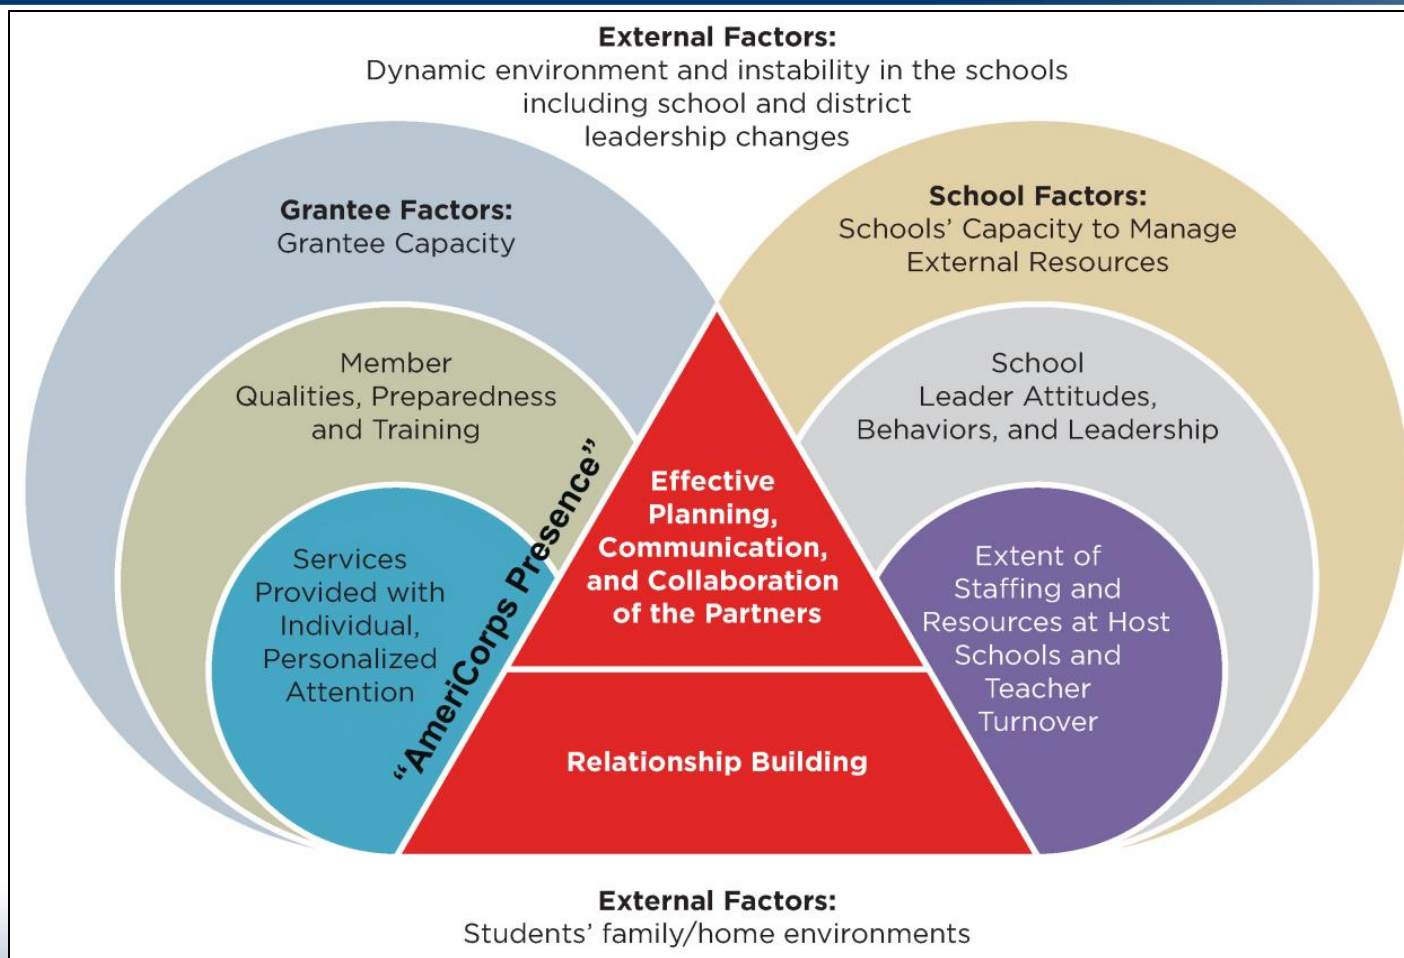 External Factors:
Dynamic environment and instability in the schools
including school and district
leadership changes
Grantee Factors:
Grantee Capacity
School Factors:
Schools’ Capacity to Manage
External Resources
Member
Qualities, Preparedness
and Training
School
Leader Attitudes,
Behaviors, and Leadership
Services
Provided with
Individual,
Personalized
Attention
“AmeriCorps Presence”
Effective
Planning,
Communication,
and Collaboration
of the Partners
Extent of
Staffing and
Resources at Host
Schools and
Teacher
Turnover
Relationship Building
External Factors:
Students’ family/home environments